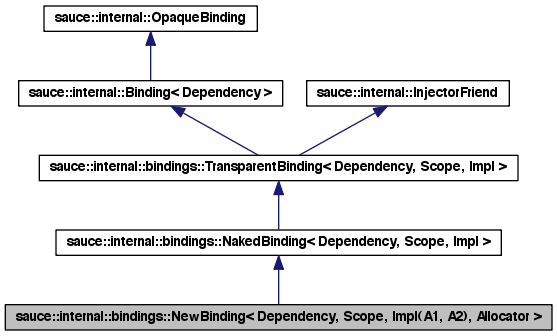 sauce::internal::OpaqueBinding
sauce::internal::Binding< Dependency >
sauce::internal::InjectorFriend
sauce::internal::bindings::TransparentBinding< Dependency, Scope, Impl >
sauce::internal::bindings::NakedBinding< Dependency, Scope, Impl >
sauce::internal::bindings::NewBinding< Dependency, Scope, Impl(A1, A2), Allocator >